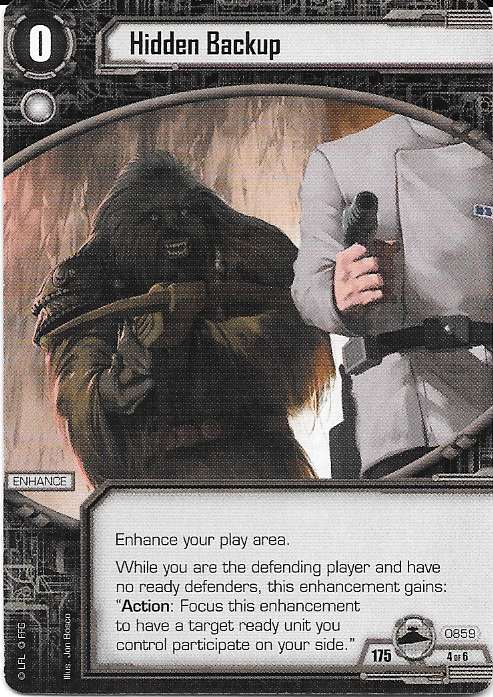 0
Hidden Backup
ENHANCE
Enhance your play area.
While you are the defending player and have
no ready defenders, this enhancement gains:
“Action: Focus this enhancement
to have a target ready unit you
control participate on your side.”
0859
175
4 of 6
© LFL © FFG
Illus. Jon Bosco